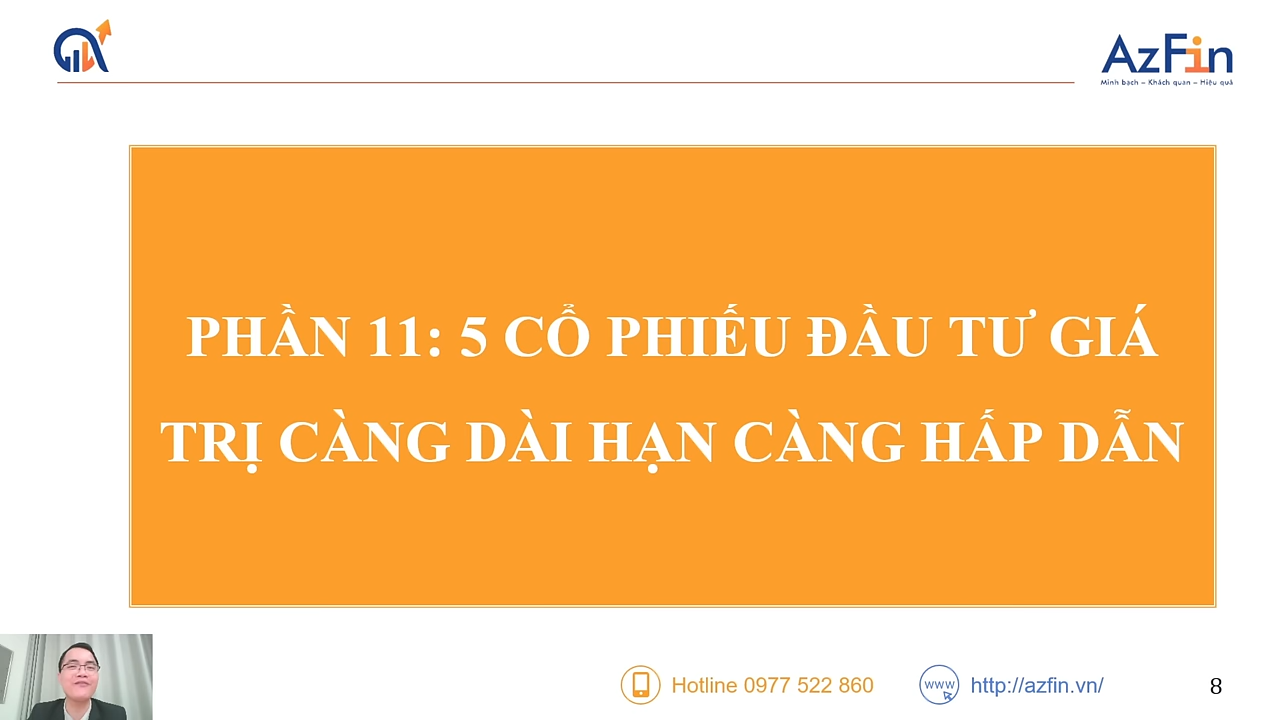 AzFin
Minh bạch – Khách quan – Hiệu quả
PHẦN 11: 5 CỔ PHIẾU ĐẦU TƯ GIÁ
TRỊ CÀNG DÀI HẠN CÀNG HẤP DẪN
Hotline 0977 522 860
www
http://azfin.vn/
8